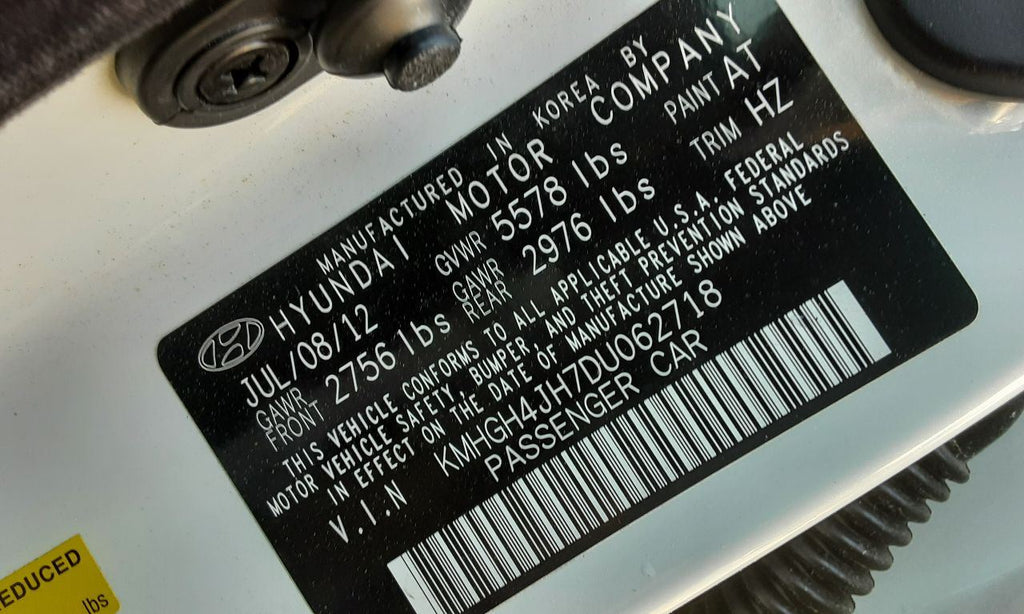 MANUFACTURED IN KOREA BY
HYUNDAI MOTOR COMPANY
JUL/08/12 GVWR 5578 lbs PAINT AT
GAWR FRONT 2756 lbs GAWR REAR 2976 lbs TRIM HZ
THIS VEHICLE CONFORMS TO ALL APPLICABLE U.S.A. FEDERAL
MOTOR VEHICLE SAFETY, BUMPER, AND THEFT PREVENTION STANDARDS
IN EFFECT ON THE DATE OF MANUFACTURE SHOWN ABOVE
V.I.N KMHGH4JH7DU062718
PASSENGER CAR
EDUCED
lbs